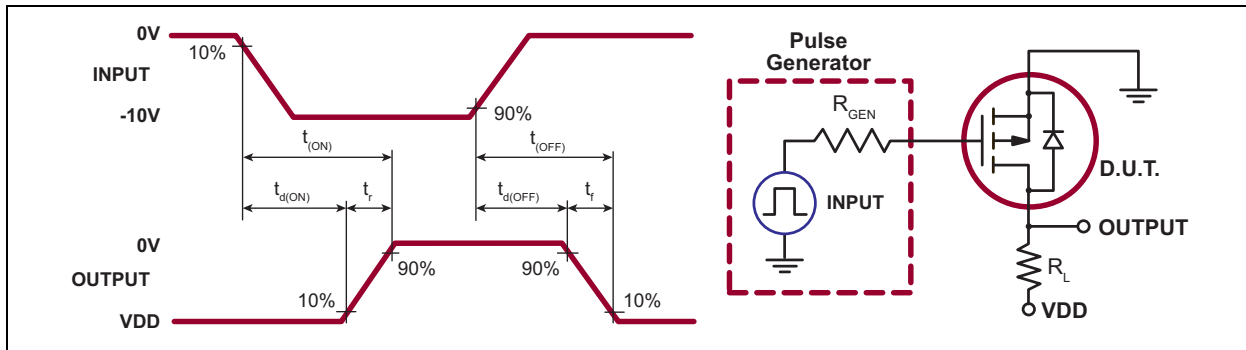 0V
10%
INPUT
-10V
90%
t(ON)
t(OFF)
td(ON)
tr
td(OFF)
tf
0V
OUTPUT
90%
90%
10%
10%
VDD
Pulse
Generator
RGEN
INPUT
D.U.T.
OUTPUT
RL
VDD